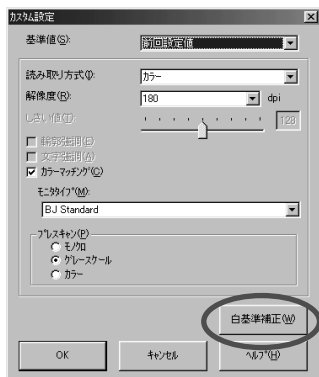 カスタム設定
基準値(S):
前回設定値
読み取り方式(I):
カラー
解像度(R):
180
dpi
しきい値(T):
128
輪郭強調(E)
文字強調(A)
カラーマッチング(C)
モニタタイプ(M):
BJ Standard
プレスキャン(P)
モノクロ
グレースケール
カラー
白基準補正(W)
OK
キャンセル
ヘルプ(H)